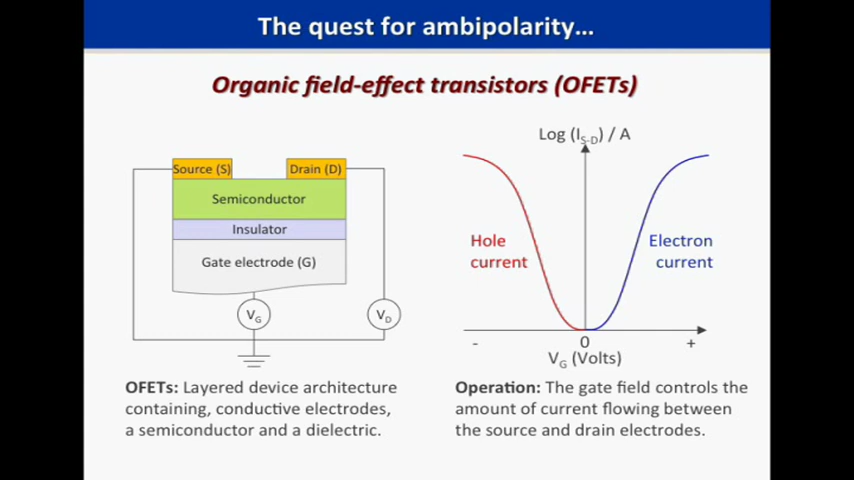 The quest for ambipolarity...
Organic field-effect transistors (OFETs)
Source (S)
Drain (D)
Semiconductor
Insulator
Gate electrode (G)
VG
VD
OFETs: Layered device architecture
containing, conductive electrodes,
a semiconductor and a dielectric.
Log (IS-D) / A
Hole
current
Electron
current
-
0
+
VG (Volts)
Operation: The gate field controls the
amount of current flowing between
the source and drain electrodes.